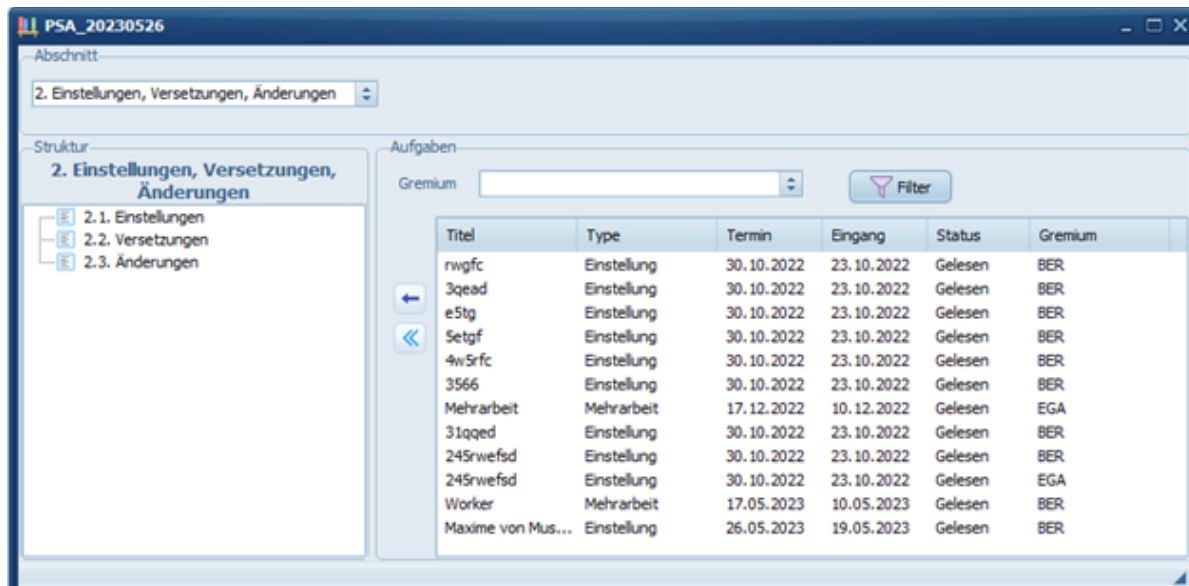 PSA_20230526
Abschnitt
2. Einstellungen, Versetzungen, Änderungen
Struktur
2. Einstellungen, Versetzungen,
Änderungen
2.1. Einstellungen
2.2. Versetzungen
2.3. Änderungen
Aufgaben
Gremium
Filter
Titel Type Termin Eingang Status Gremium
rwgfc Einstellung 30.10.2022 23.10.2022 Gelesen BER
3qead Einstellung 30.10.2022 23.10.2022 Gelesen BER
e5tg Einstellung 30.10.2022 23.10.2022 Gelesen BER
5etgf Einstellung 30.10.2022 23.10.2022 Gelesen BER
4w5rfc Einstellung 30.10.2022 23.10.2022 Gelesen BER
3566 Einstellung 30.10.2022 23.10.2022 Gelesen BER
Mehrarbeit Mehrarbeit 17.12.2022 10.12.2022 Gelesen EGA
31qqed Einstellung 30.10.2022 23.10.2022 Gelesen BER
245rwefsd Einstellung 30.10.2022 23.10.2022 Gelesen BER
245rwefsd Einstellung 30.10.2022 23.10.2022 Gelesen EGA
Worker Mehrarbeit 17.05.2023 10.05.2023 Gelesen BER
Maxime von Mus... Einstellung 26.05.2023 19.05.2023 Gelesen BER